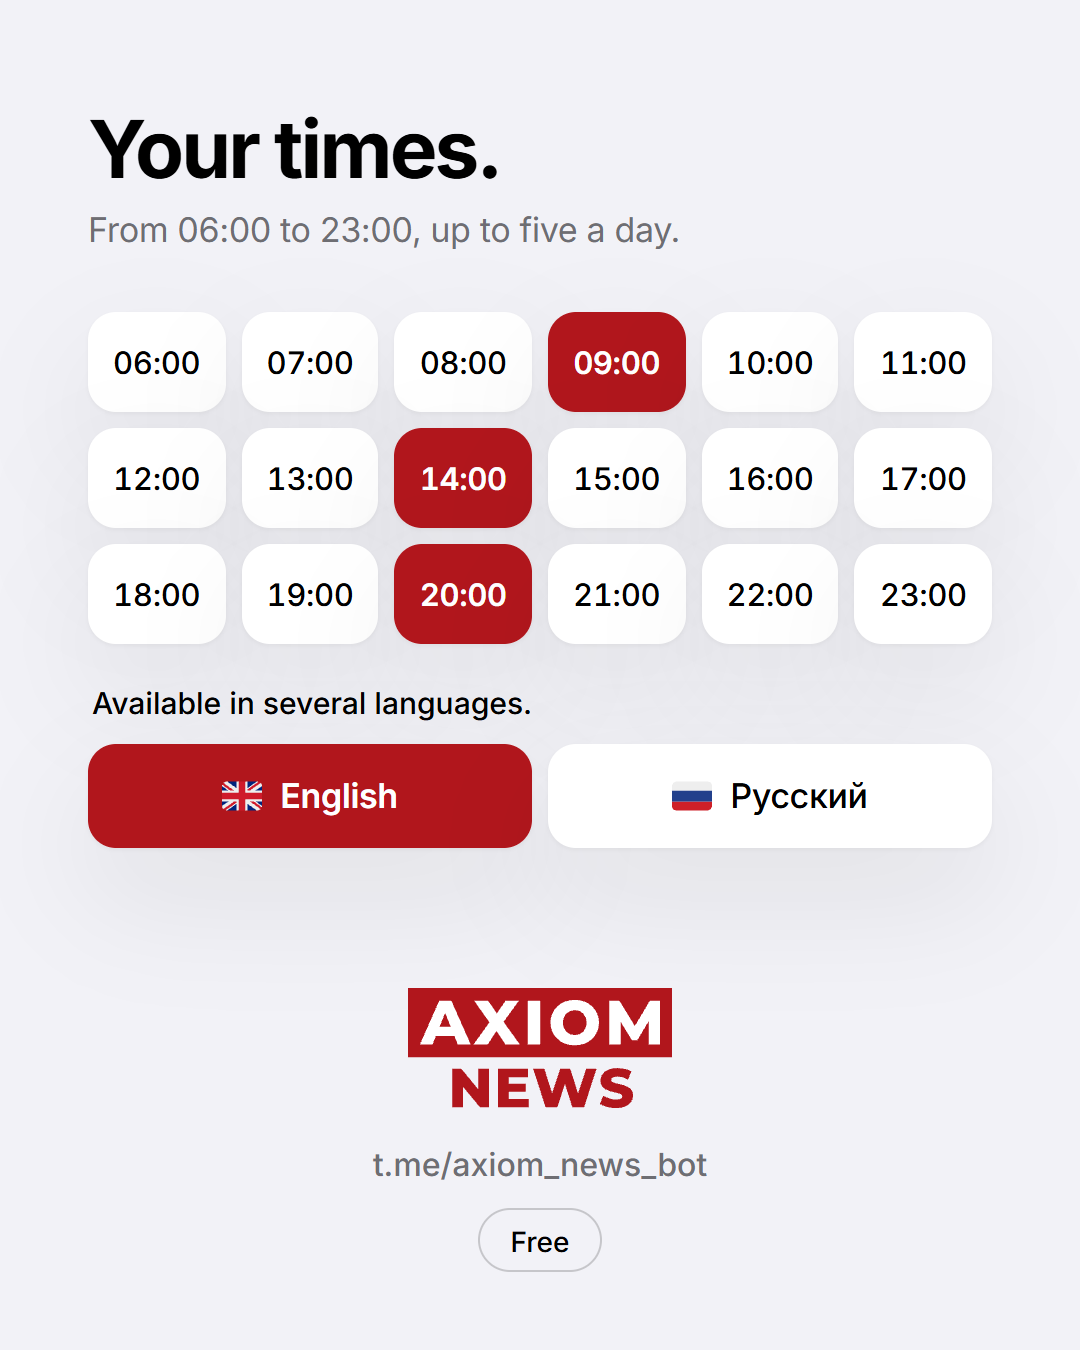 Your times.
From 06:00 to 23:00, up to five a day.
06:00 07:00 08:00 09:00 10:00 11:00
12:00 13:00 14:00 15:00 16:00 17:00
18:00 19:00 20:00 21:00 22:00 23:00
Available in several languages.
English Русский
AXIOM
NEWS
t.me/axiom_news_bot
Free